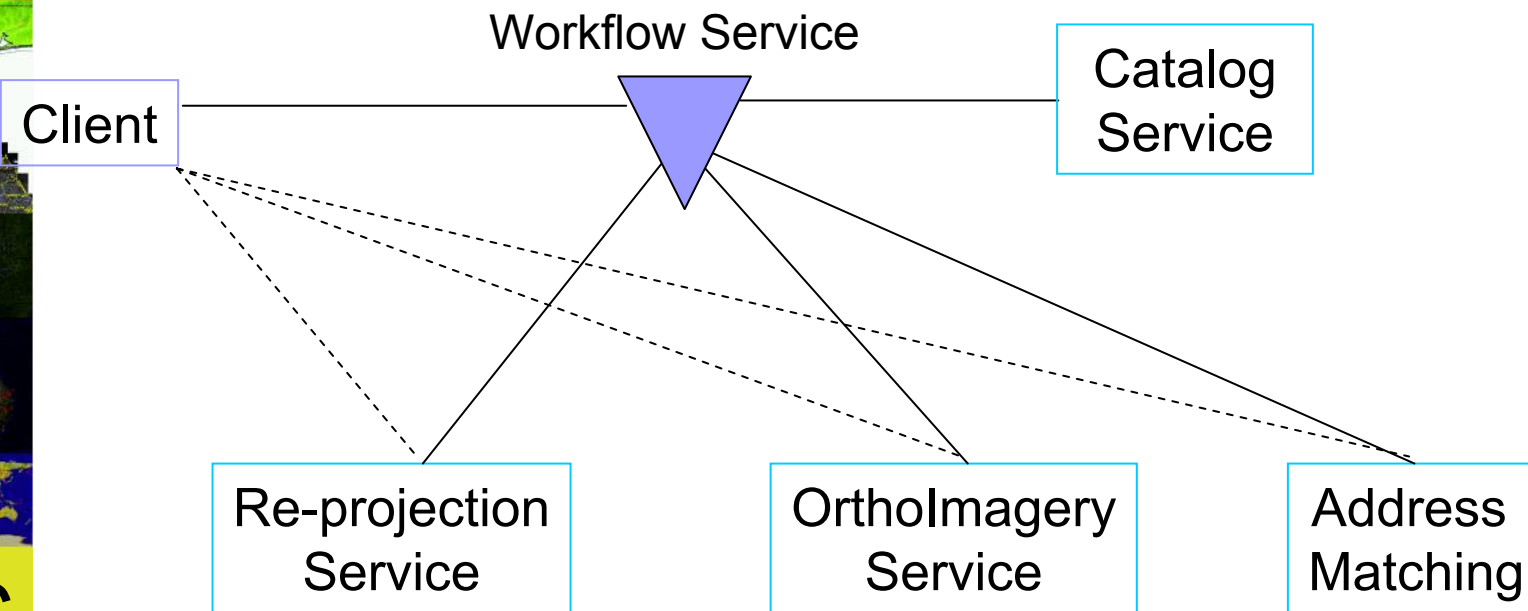 Workflow Service
Client
Catalog
Service
Re-projection
Service
OrthoImagery
Service
Address
Matching